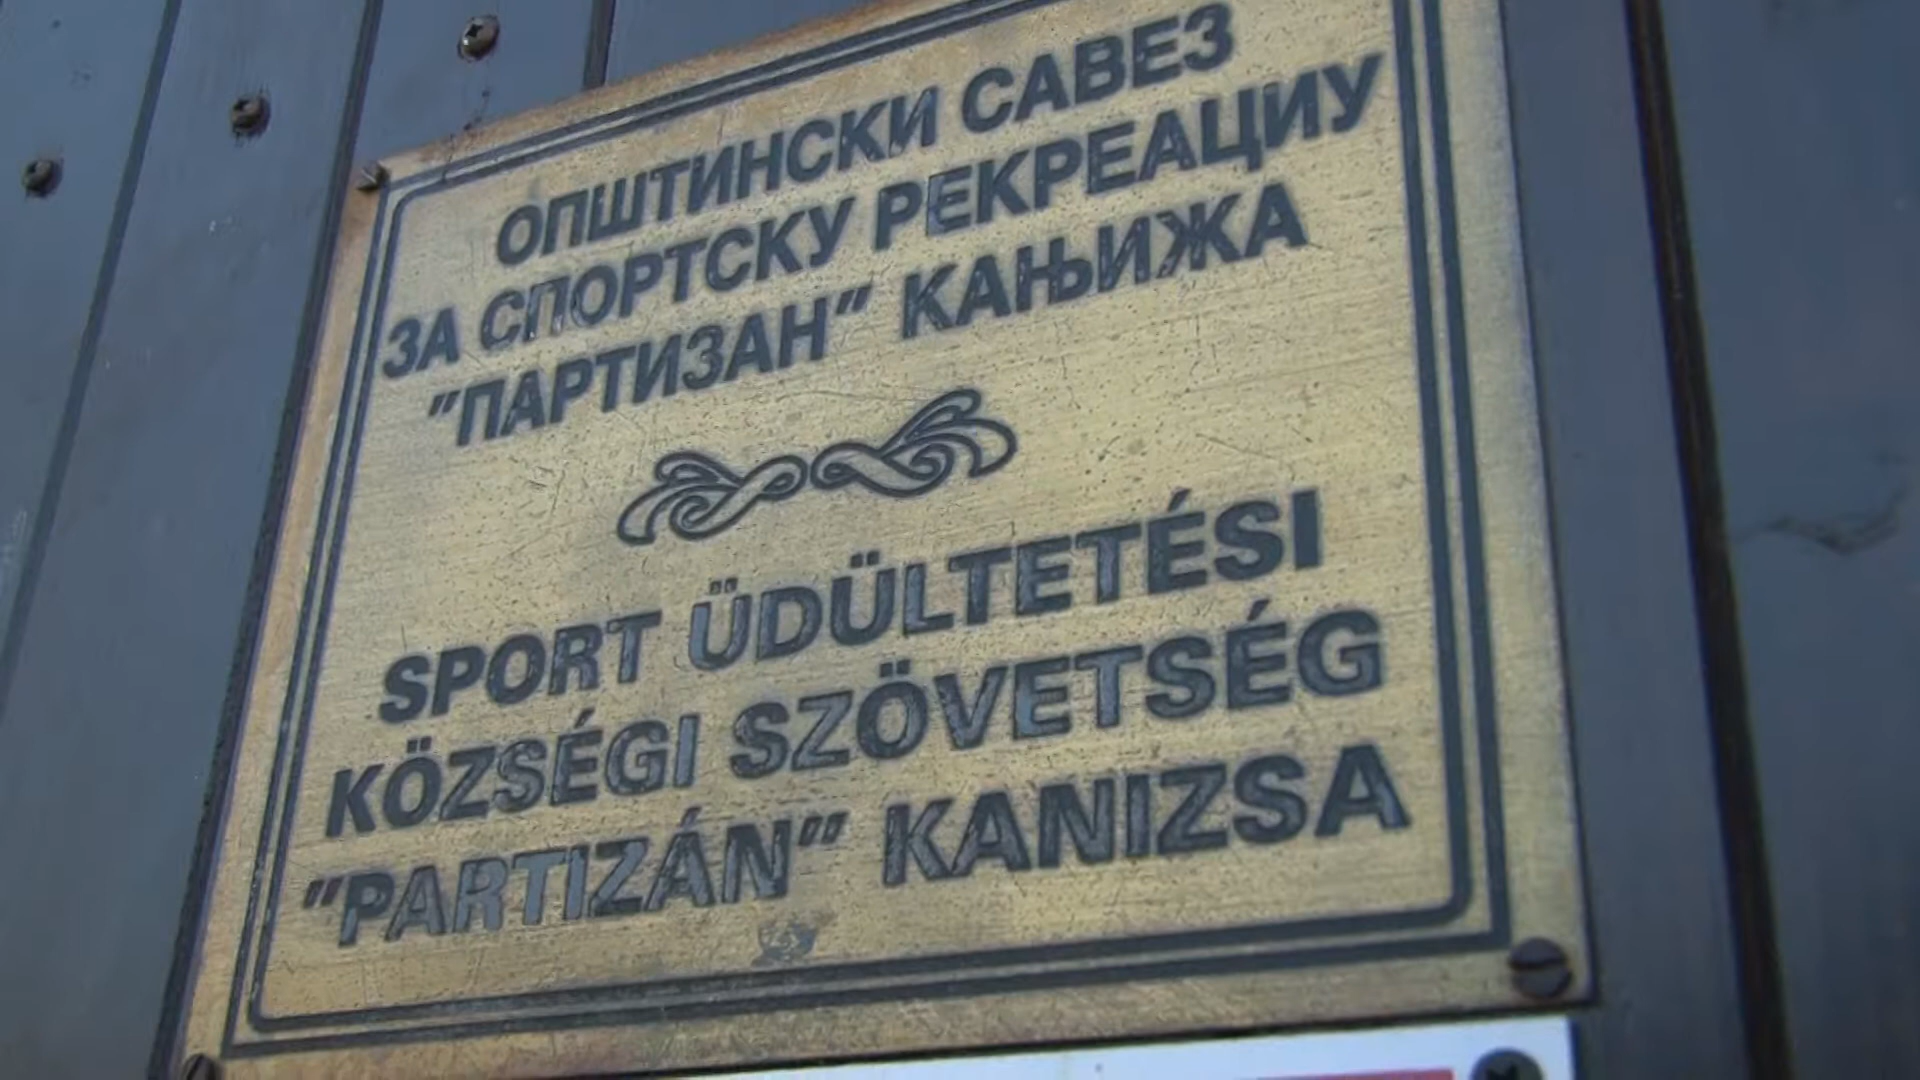 ОПШТИНСКИ САВЕЗ
ЗА СПОРТСКУ РЕКРЕАЦИУ
"ПАРТИЗАН" КАЊИЖА
SPORT ÜDÜLTETÉSI
KÖZSÉGI SZÖVETSÉG
"PARTIZÁN" KANIZSA